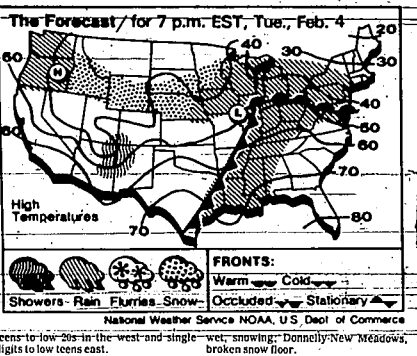 The Forecast / for 7 p.m. EST, Tue., Feb. 4
20
40
30
30
60
H
40
L
50
60
60
70
High
Temperatures
70
80
FRONTS:
Warm Cold
Showers Rain Flurries Snow
Occluded Stationary
National Weather Service NOAA, U.S. Dept. of Commerce
teens to low 20s in the west and single
digits to low teens east.
wet, snowing; Donnelly-New Meadows,
broken snow floor.